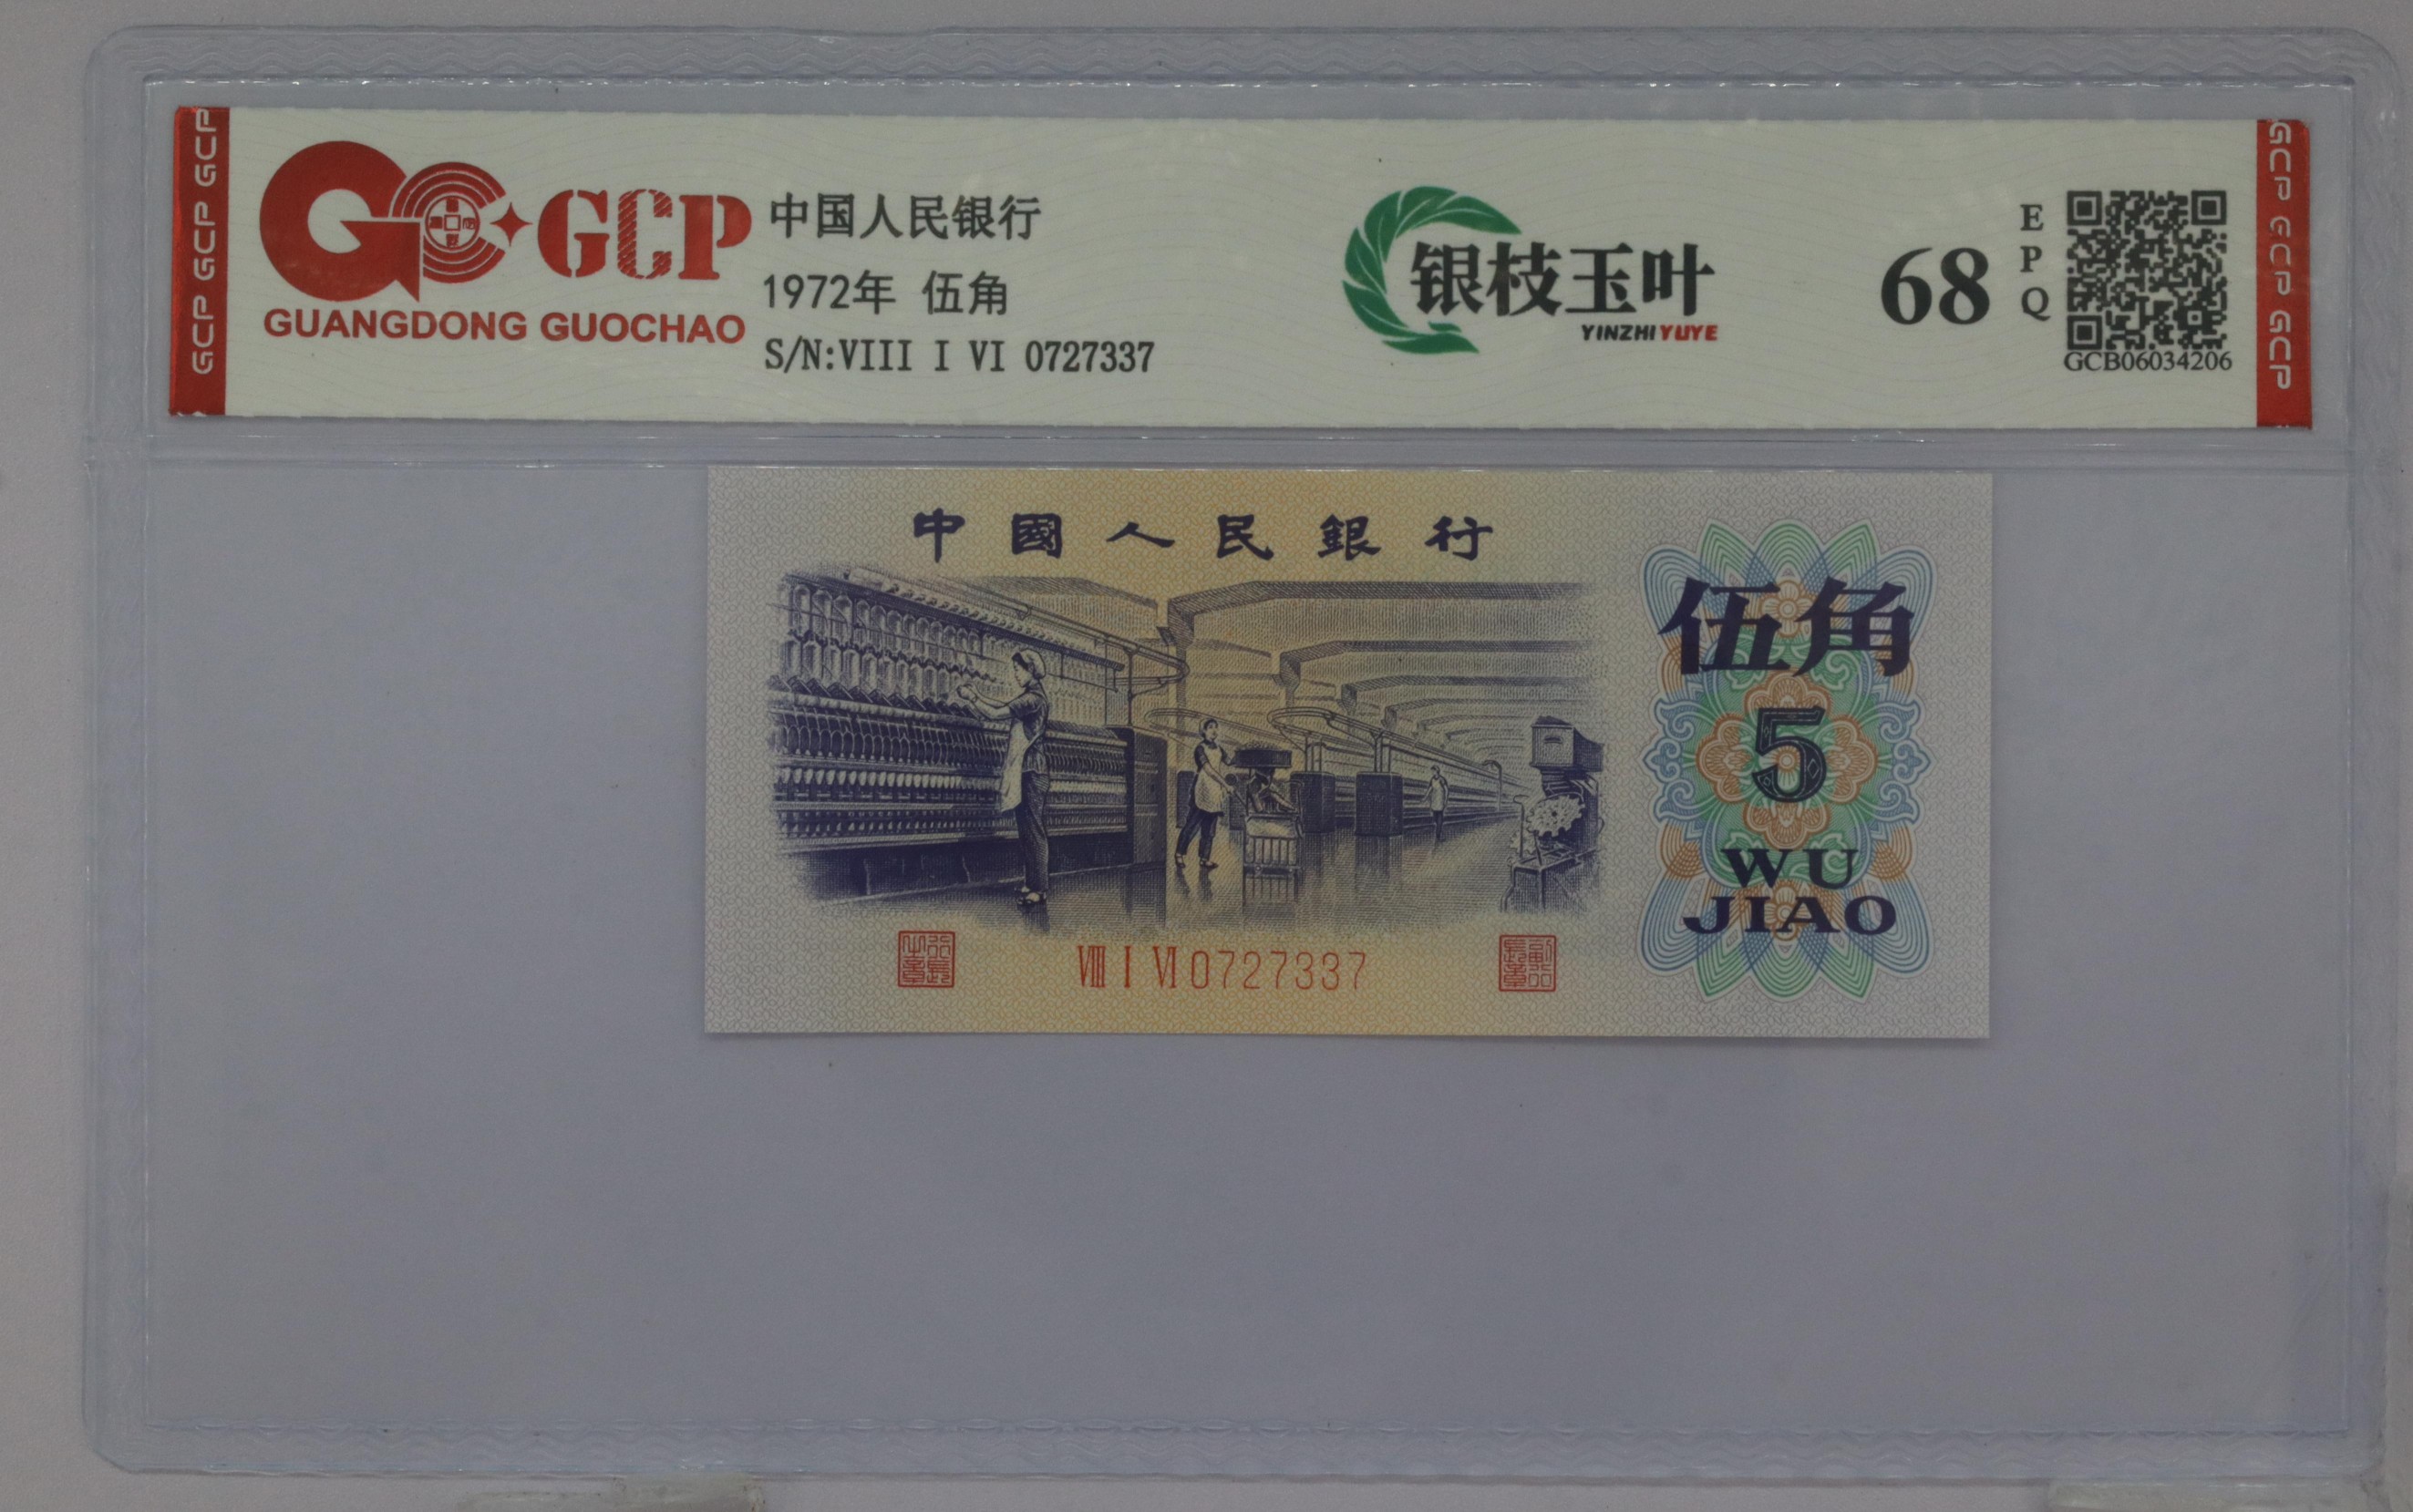 GCP GCP GCP
GCP
GUANGDONG GUOCHAO
中国人民银行
1972年 伍角
S/N:VIII I VI 0727337
银枝玉叶
YINZHIYUYE
68
EPQ
GCB06034206
GCP GCP GCP
中國人民銀行
伍角
5
WU
JIAO
VIII I VI 0727337